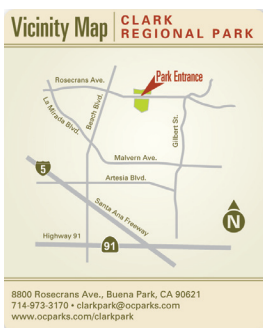 Vicinity Map
CLARK
REGIONAL PARK
Park Entrance
Rosecrans Ave.
La Mirada Blvd.
Beach Blvd.
Gilbert St.
Malvern Ave.
Artesia Blvd.
5
Santa Ana Freeway
Highway 91
91
N
8800 Rosecrans Ave., Buena Park, CA 90621
714-973-3170 • clarkpark@ocparks.com
www.ocparks.com/clarkpark